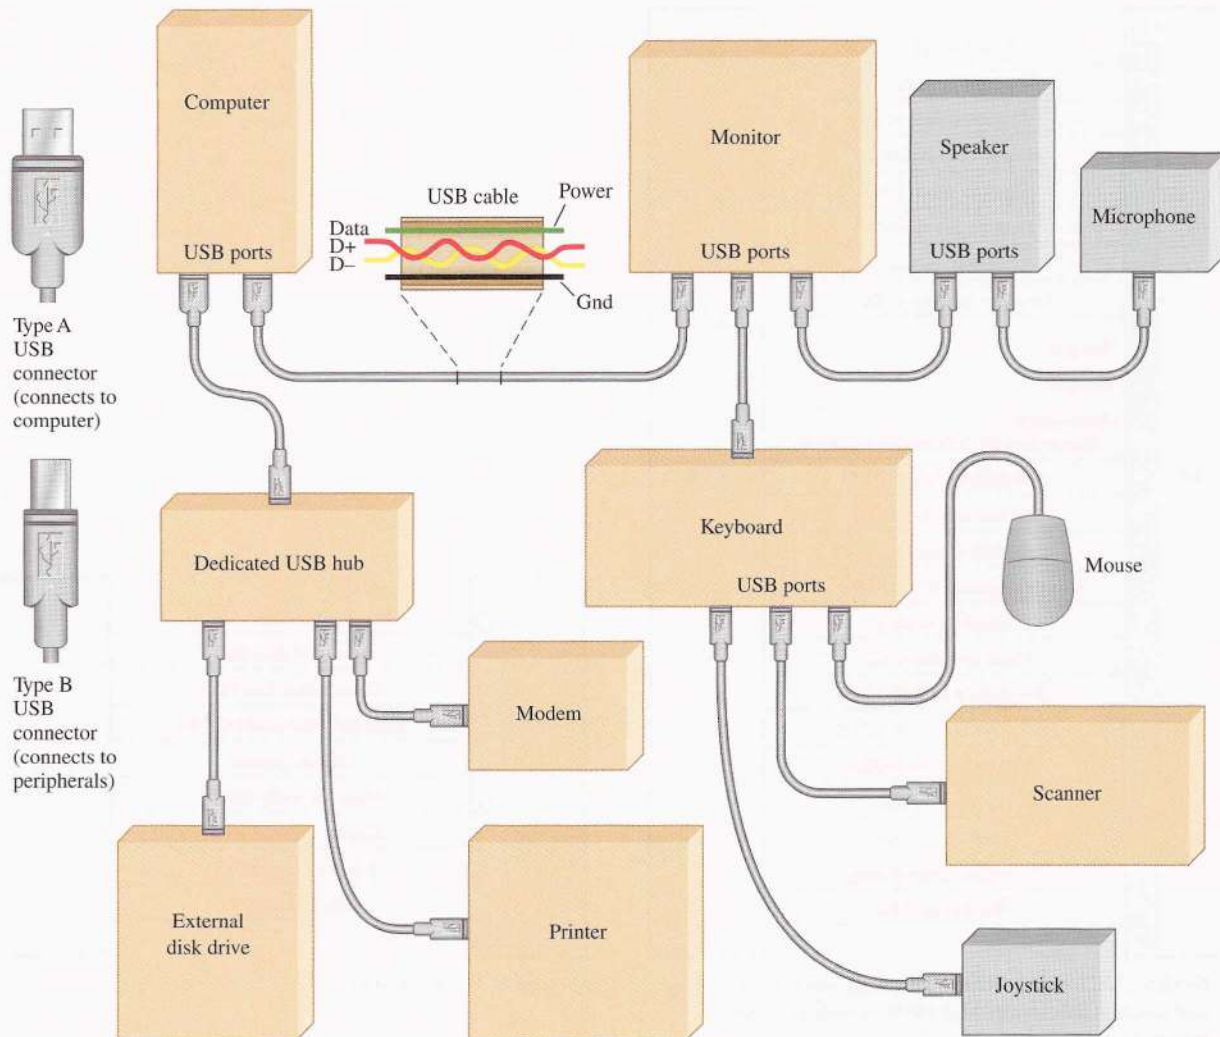 Computer
USB ports
Monitor
USB ports
Speaker
USB ports
Microphone
USB cable
Power
Data
D+
D–
Gnd
Type A
USB
connector
(connects to
computer)
Type B
USB
connector
(connects to
peripherals)
Dedicated USB hub
Keyboard
USB ports
Mouse
Modem
Scanner
External
disk drive
Printer
Joystick